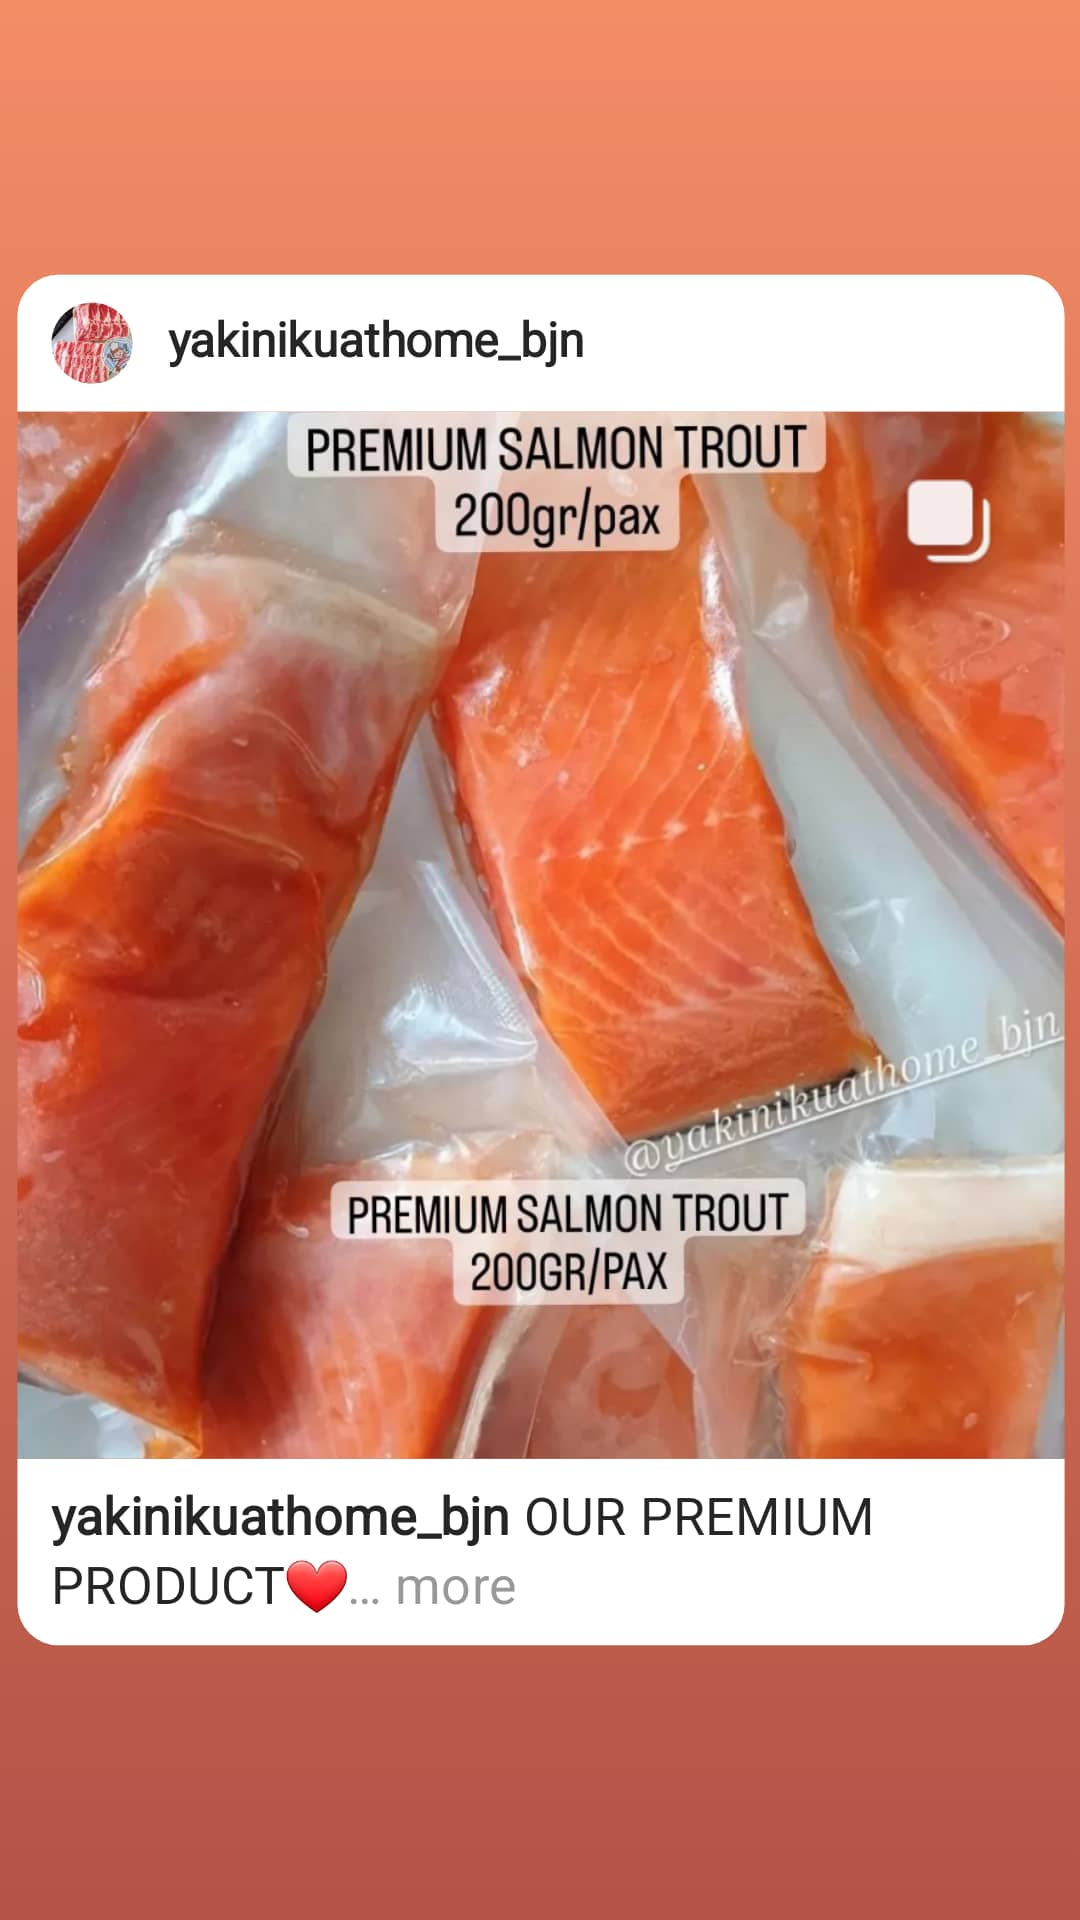 yakinikuathome_bjn
PREMIUM SALMON TROUT
200gr/pax
@yakinikuathome_bjn
PREMIUM SALMON TROUT
200GR/PAX
yakinikuathome_bjn OUR PREMIUM
PRODUCT❤️... more